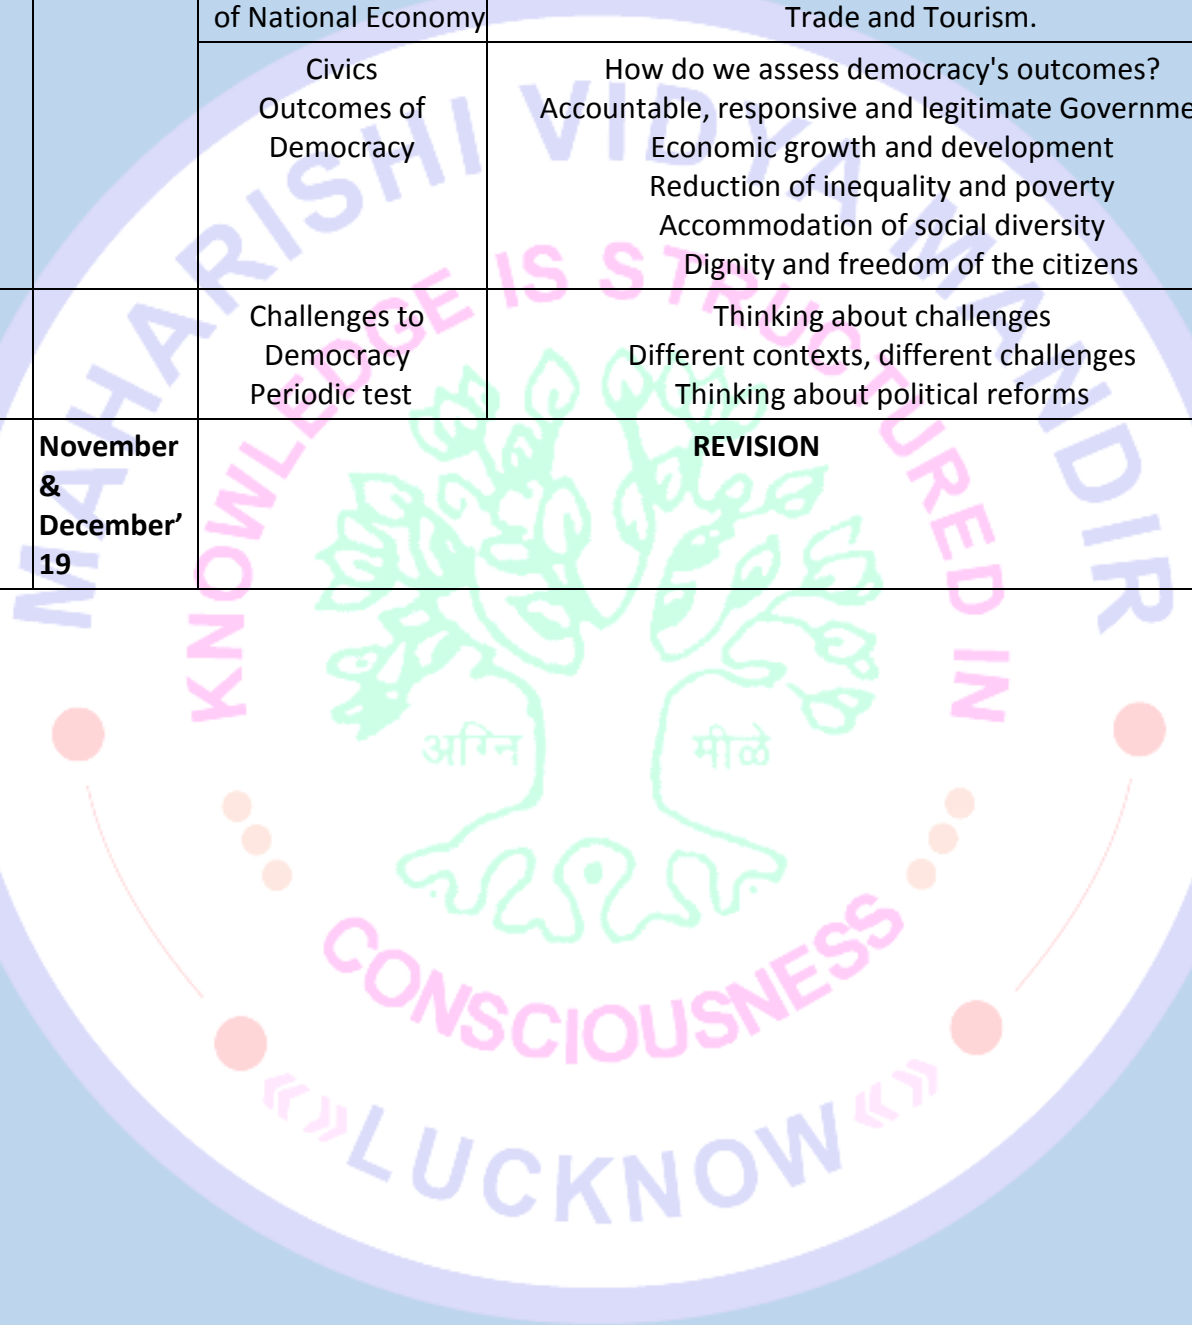 of National Economy
Trade and Tourism.
Civics
Outcomes of
Democracy
How do we assess democracy's outcomes?
Accountable, responsive and legitimate Governme
Economic growth and development
Reduction of inequality and poverty
Accommodation of social diversity
Dignity and freedom of the citizens
Challenges to
Democracy
Periodic test
Thinking about challenges
Different contexts, different challenges
Thinking about political reforms
November
&
December’
19
REVISION
MAHARISHI VIDYA MANDIR
KNOWLEDGE IS STRUCTURED IN
अग्नि मीळे
CONSCIOUSNESS
LUCKNOW